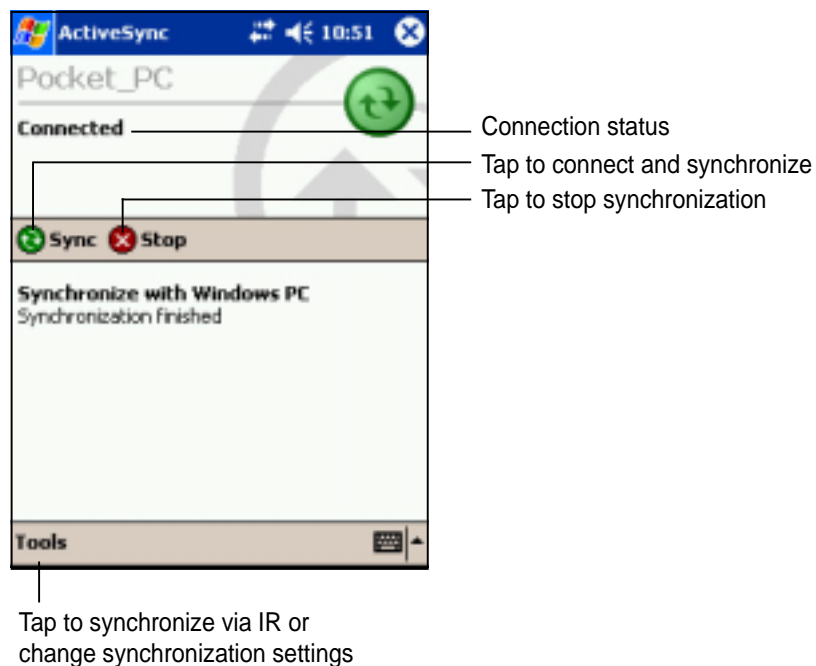 ActiveSync 10:51
Pocket_PC
Connected
Connection status
Tap to connect and synchronize
Tap to stop synchronization
Sync Stop
Synchronize with Windows PC
Synchronization finished
Tools
Tap to synchronize via IR or
change synchronization settings